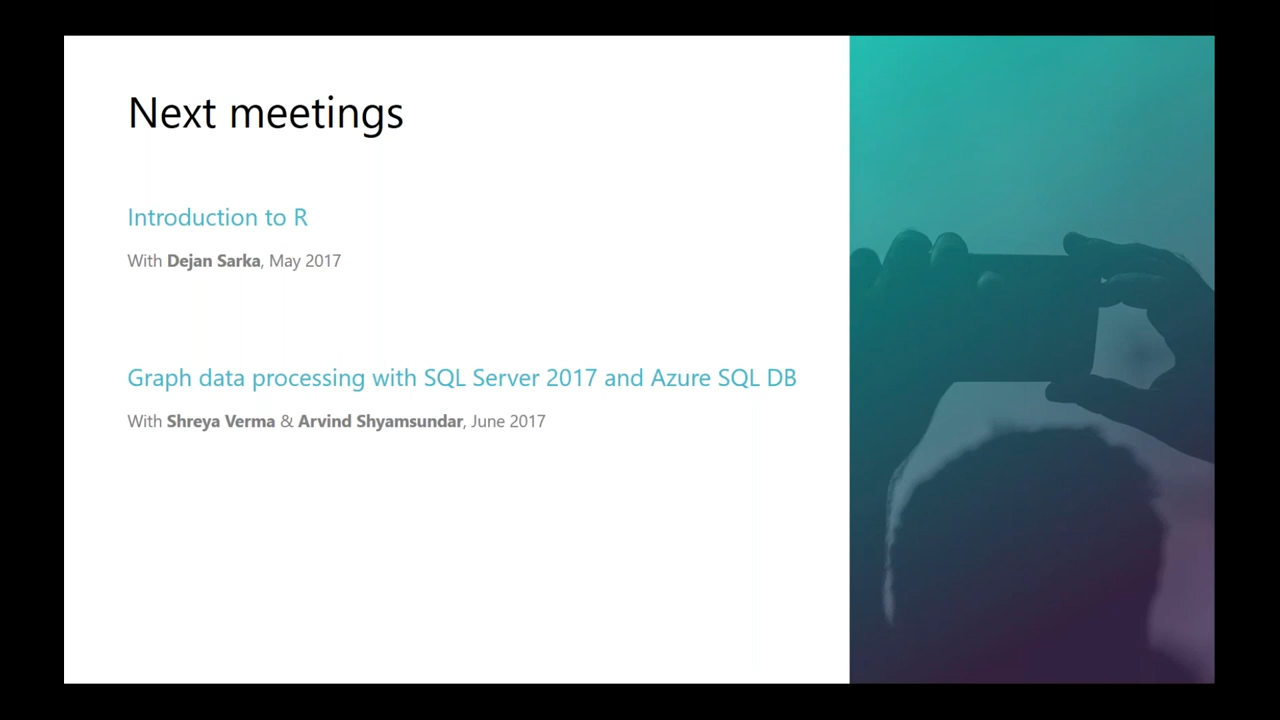 Next meetings
Introduction to R
With Dejan Sarka, May 2017
Graph data processing with SQL Server 2017 and Azure SQL DB
With Shreya Verma & Arvind Shyamsundar, June 2017